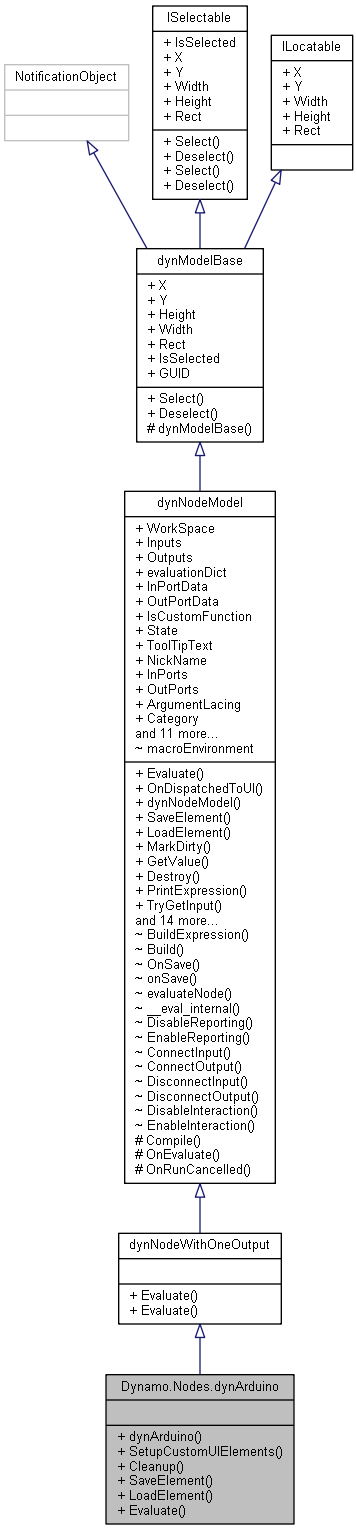 ISelectable
+ IsSelected
+ X
+ Y
+ Width
+ Height
+ Rect
+ Select()
+ Deselect()
+ Select()
+ Deselect()
ILocatable
+ X
+ Y
+ Width
+ Height
+ Rect
NotificationObject
dynModelBase
+ X
+ Y
+ Height
+ Width
+ Rect
+ IsSelected
+ GUID
+ Select()
+ Deselect()
# dynModelBase()
dynNodeModel
+ WorkSpace
+ Inputs
+ Outputs
+ evaluationDict
+ InPortData
+ OutPortData
+ IsCustomFunction
+ State
+ ToolTipText
+ NickName
+ InPorts
+ OutPorts
+ ArgumentLacing
+ Category
and 11 more...
~ macroEnvironment
+ Evaluate()
+ OnDispatchedToUI()
+ dynNodeModel()
+ SaveElement()
+ LoadElement()
+ MarkDirty()
+ GetValue()
+ Destroy()
+ PrintExpression()
+ TryGetInput()
and 14 more...
~ BuildExpression()
~ Build()
~ OnSave()
~ onSave()
~ evaluateNode()
~ __eval_internal()
~ DisableReporting()
~ EnableReporting()
~ ConnectInput()
~ ConnectOutput()
~ DisconnectInput()
~ DisconnectOutput()
~ DisableInteraction()
~ EnableInteraction()
# Compile()
# OnEvaluate()
# OnRunCancelled()
dynNodeWithOneOutput
+ Evaluate()
+ Evaluate()
Dynamo.Nodes.dynArduino
+ dynArduino()
+ SetupCustomUIElements()
+ Cleanup()
+ SaveElement()
+ LoadElement()
+ Evaluate()